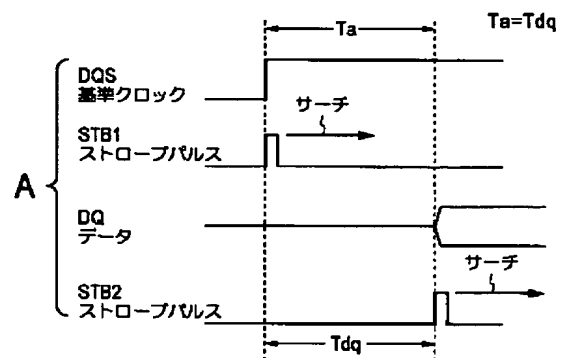 Ta
Ta=Tdq
A
DQS
基準クロック
サーチ
STB1
ストローブパルス
DQ
データ
サーチ
STB2
ストローブパルス
Tdq